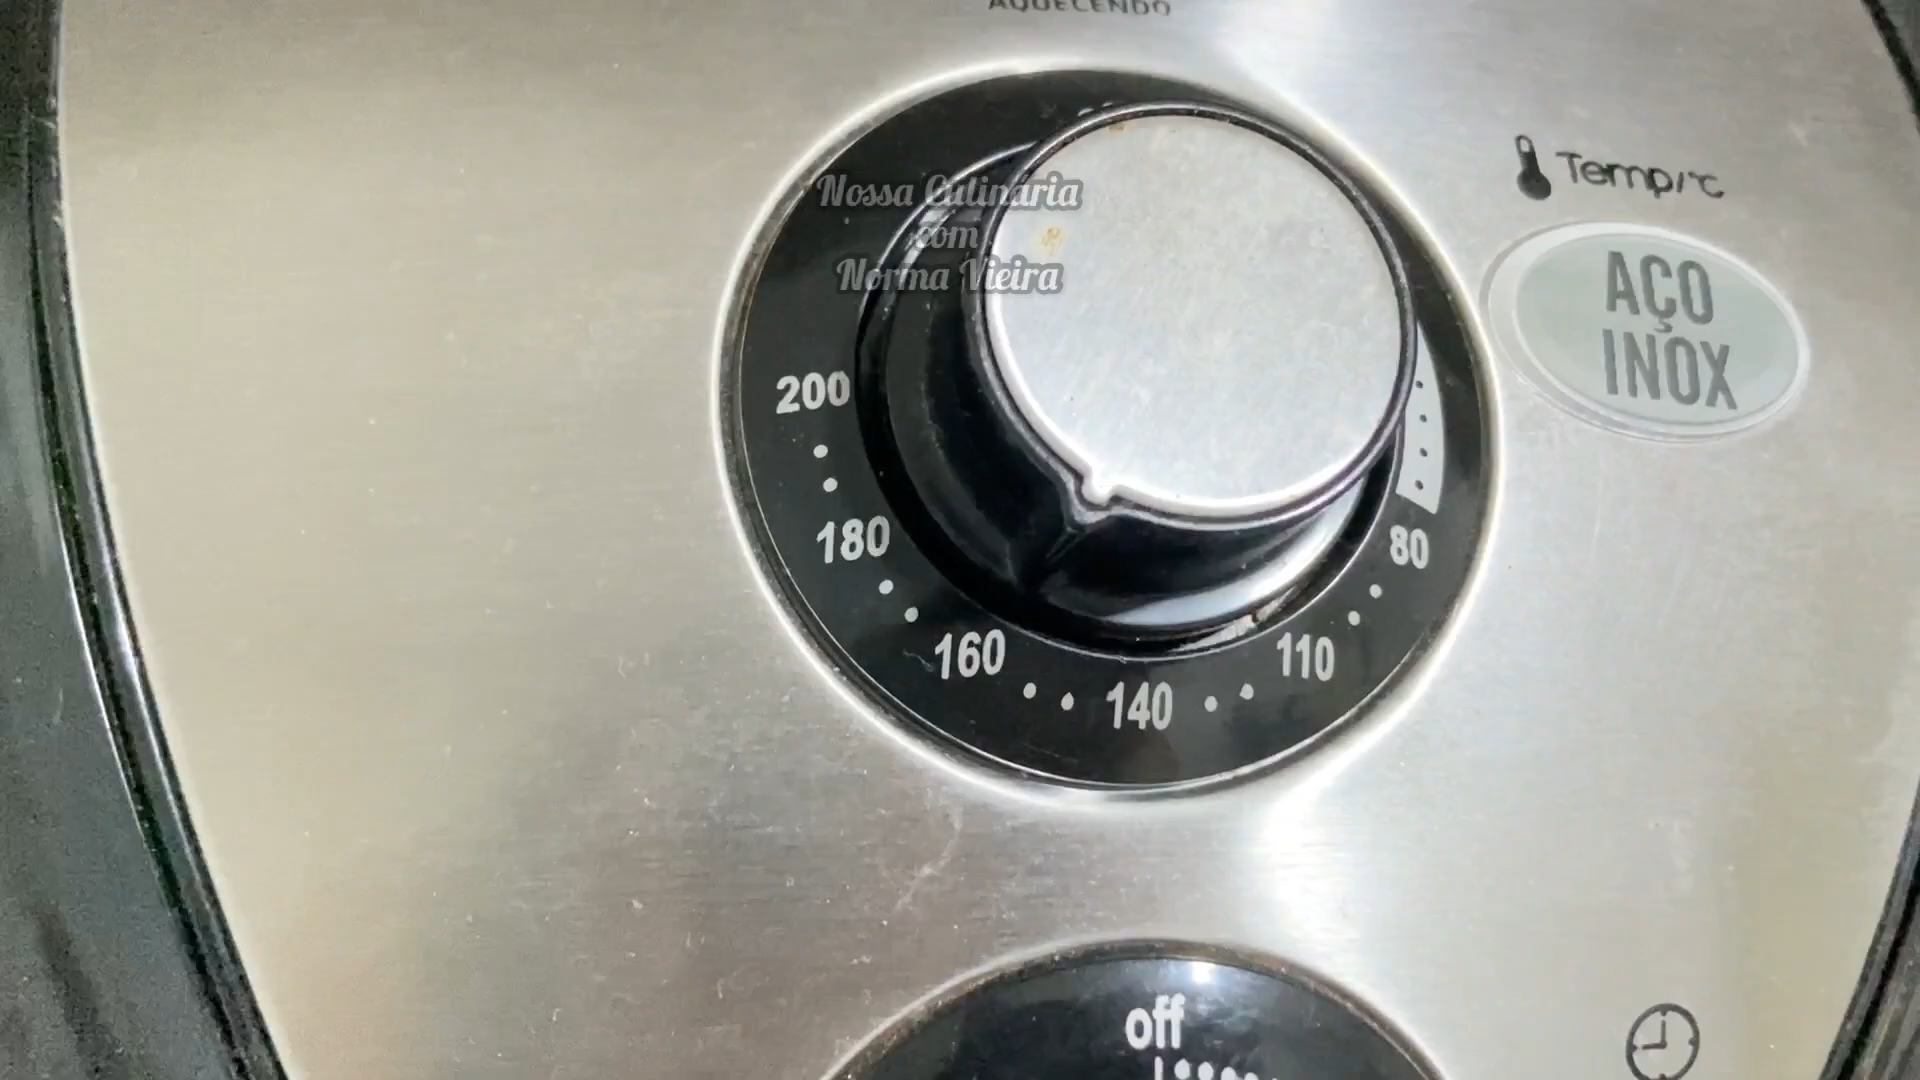 AQUECENDO
Temp/°C
Nossa Culinária
com
Norma Vieira
AÇO
INOX
200
180
80
160
110
140
off